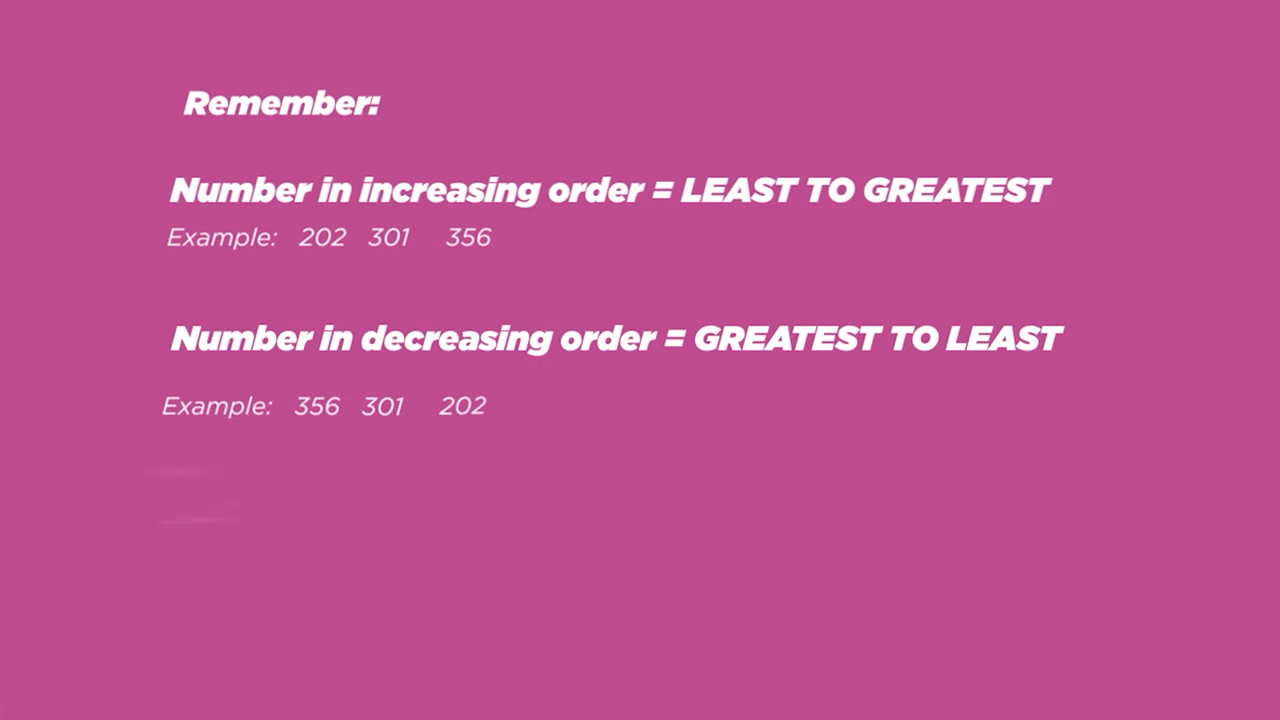 Remember:
Number in increasing order = LEAST TO GREATEST
Example: 202 301 356
Number in decreasing order = GREATEST TO LEAST
Example: 356 301 202